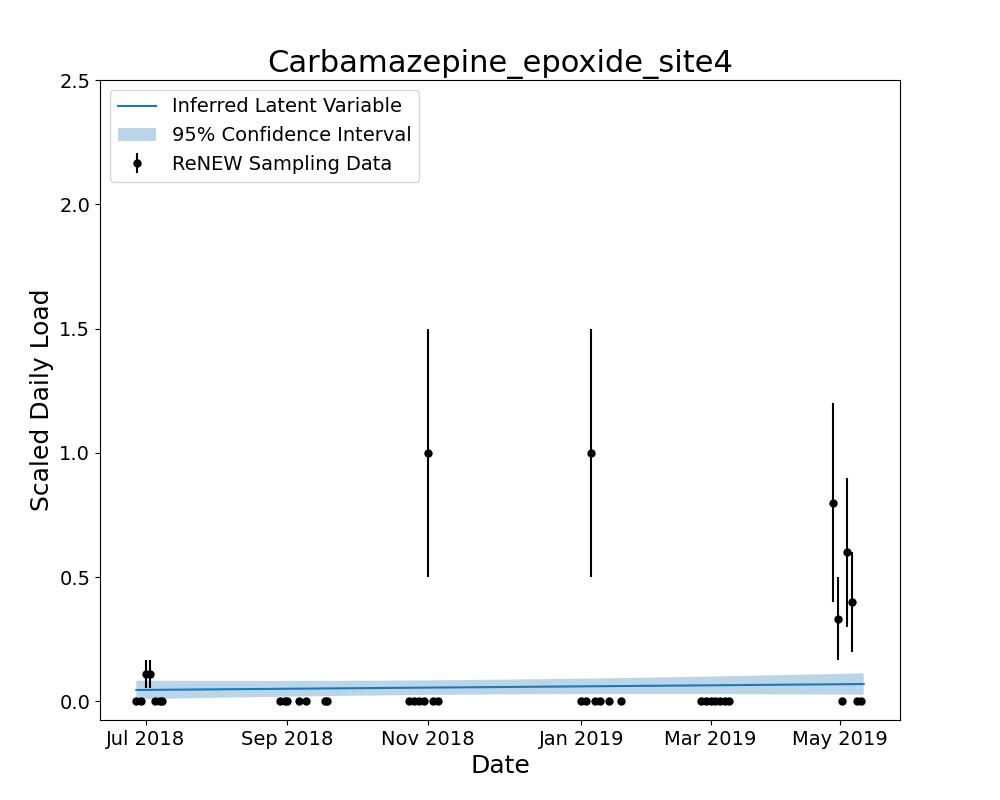 Carbamazepine_epoxide_site4
2.5
2.0
1.5
1.0
0.5
0.0
Scaled Daily Load
Inferred Latent Variable
95% Confidence Interval
ReNEW Sampling Data
Jul 2018 Sep 2018 Nov 2018 Jan 2019 Mar 2019 May 2019
Date